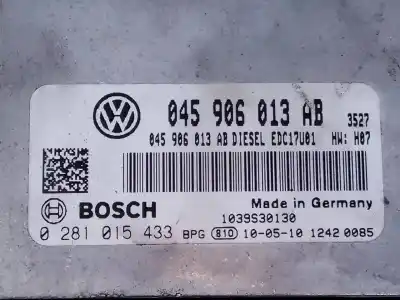 045 906 013 AB 3527
045 906 013 AB DIESEL EDC17U01 HW: H07
BOSCH
Made in Germany
1039S30130
0 281 015 433 BPG 810 10-05-10 1242 0085